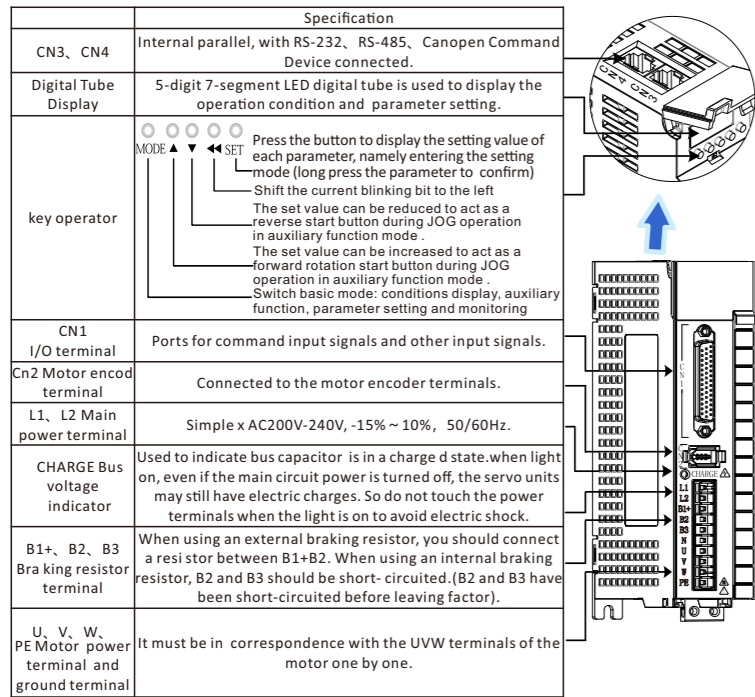 Specification
CN3、CN4
Internal parallel, with RS-232、RS-485、Canopen Command
Device connected.
Digital Tube
Display
5-digit 7-segment LED digital tube is used to display the
operation condition and parameter setting.
key operator
MODE ▲ ▼ ◀◀ SET
Press the button to display the setting value of
each parameter, namely entering the setting
mode (long press the parameter to confirm)
Shift the current blinking bit to the left
The set value can be reduced to act as a
reverse start button during JOG operation
in auxiliary function mode .
The set value can be increased to act as a
forward rotation start button during JOG
operation in auxiliary function mode .
Switch basic mode: conditions display, auxiliary
function, parameter setting and monitoring
CN1
I/O terminal
Ports for command input signals and other input signals.
Cn2 Motor encod
terminal
Connected to the motor encoder terminals.
L1、L2 Main
power terminal
Simple x AC200V-240V, -15% ~ 10%, 50/60Hz.
CHARGE Bus
voltage
indicator
Used to indicate bus capacitor is in a charge d state.when light
on, even if the main circuit power is turned off, the servo units
may still have electric charges. So do not touch the power
terminals when the light is on to avoid electric shock.
B1+、B2、B3
Bra king resistor
terminal
When using an external braking resistor, you should connect
a resi stor between B1+B2. When using an internal braking
resistor, B2 and B3 should be short- circuited.(B2 and B3 have
been short-circuited before leaving factor).
U、V、W、
PE Motor power
terminal and
ground terminal
It must be in correspondence with the UVW terminals of the
motor one by one.
CN4 CN3
CN1
CHARGE
L1
L2
B1+
B2
B3
N
U
V
W
PE